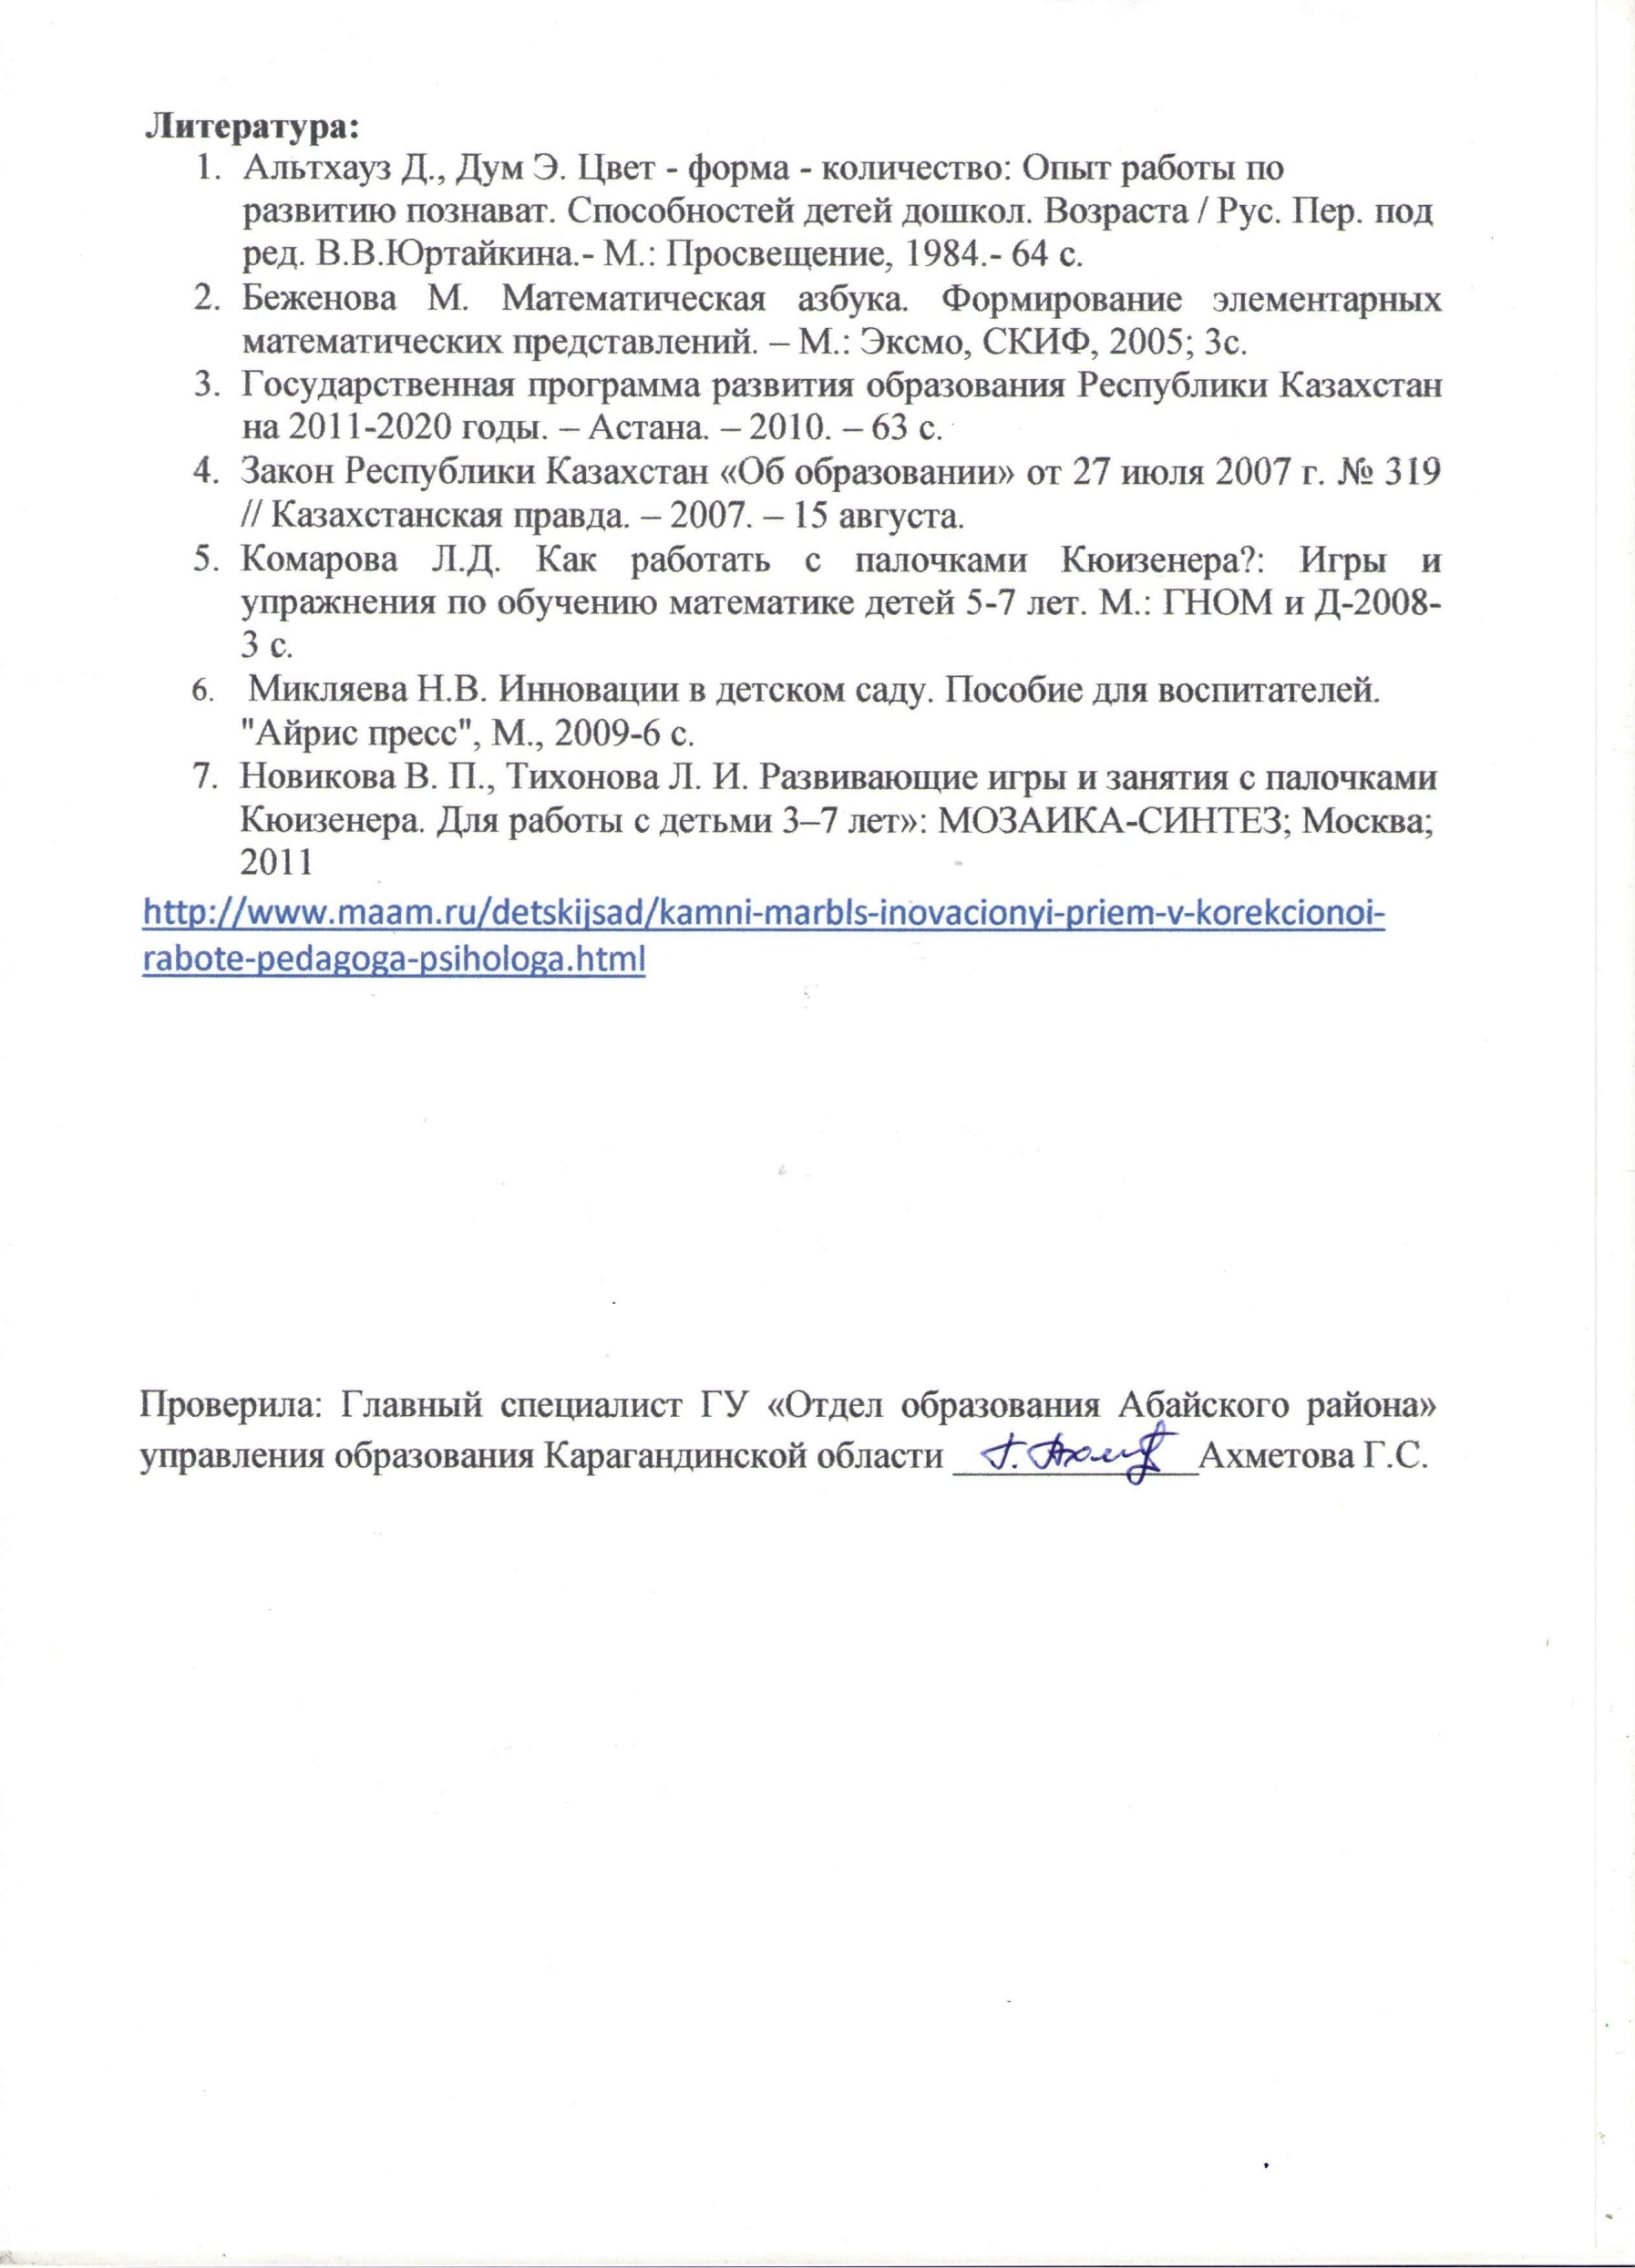 Литература:
1. Альтхауз Д., Дум Э. Цвет - форма - количество: Опыт работы по
развитию познават. Способностей детей дошкол. Возраста / Рус. Пер. под
ред. В.В.Юртайкина.- М.: Просвещение, 1984.- 64 с.
2. Беженова М. Математическая азбука. Формирование элементарных
математических представлений. – М.: Эксмо, СКИФ, 2005; 3с.
3. Государственная программа развития образования Республики Казахстан
на 2011-2020 годы. – Астана. – 2010. – 63 с.
4. Закон Республики Казахстан «Об образовании» от 27 июля 2007 г. № 319
// Казахстанская правда. – 2007. – 15 августа.
5. Комарова Л.Д. Как работать с палочками Кюизенера?: Игры и
упражнения по обучению математике детей 5-7 лет. М.: ГНОМ и Д-2008-
3 с.
6. Микляева Н.В. Инновации в детском саду. Пособие для воспитателей.
"Айрис пресс", М., 2009-6 с.
7. Новикова В. П., Тихонова Л. И. Развивающие игры и занятия с палочками
Кюизенера. Для работы с детьми 3–7 лет»: МОЗАИКА-СИНТЕЗ; Москва;
2011
http://www.maam.ru/detskijsad/kamni-marbls-inovacionyi-priem-v-korekcionoi-
rabote-pedagoga-psihologa.html
Проверила: Главный специалист ГУ «Отдел образования Абайского района»
управления образования Карагандинской области ______________Ахметова Г.С.